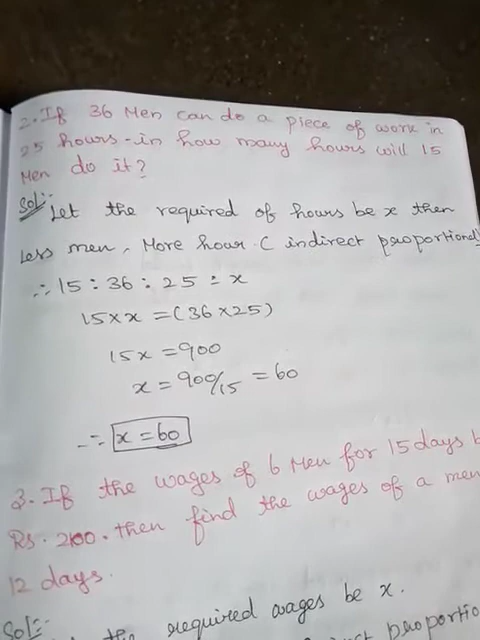 2. If 36 Men can do a piece of work in
25 hours. in how many hours will 15
Men do it?
Sol:-
Let the required of hours be x then
Less men, More hour. ( indirect proportional)
∴ 15 : 36 : 25 : x
15 x x = (36 x 25)
15x = 900
x = 900/15 = 60
∴ x = 60
3. If the wages of 6 Men for 15 days b
Rs. 2100. then find the wages of a men
12 days.
Sol:-
the required wages be x.
proportio